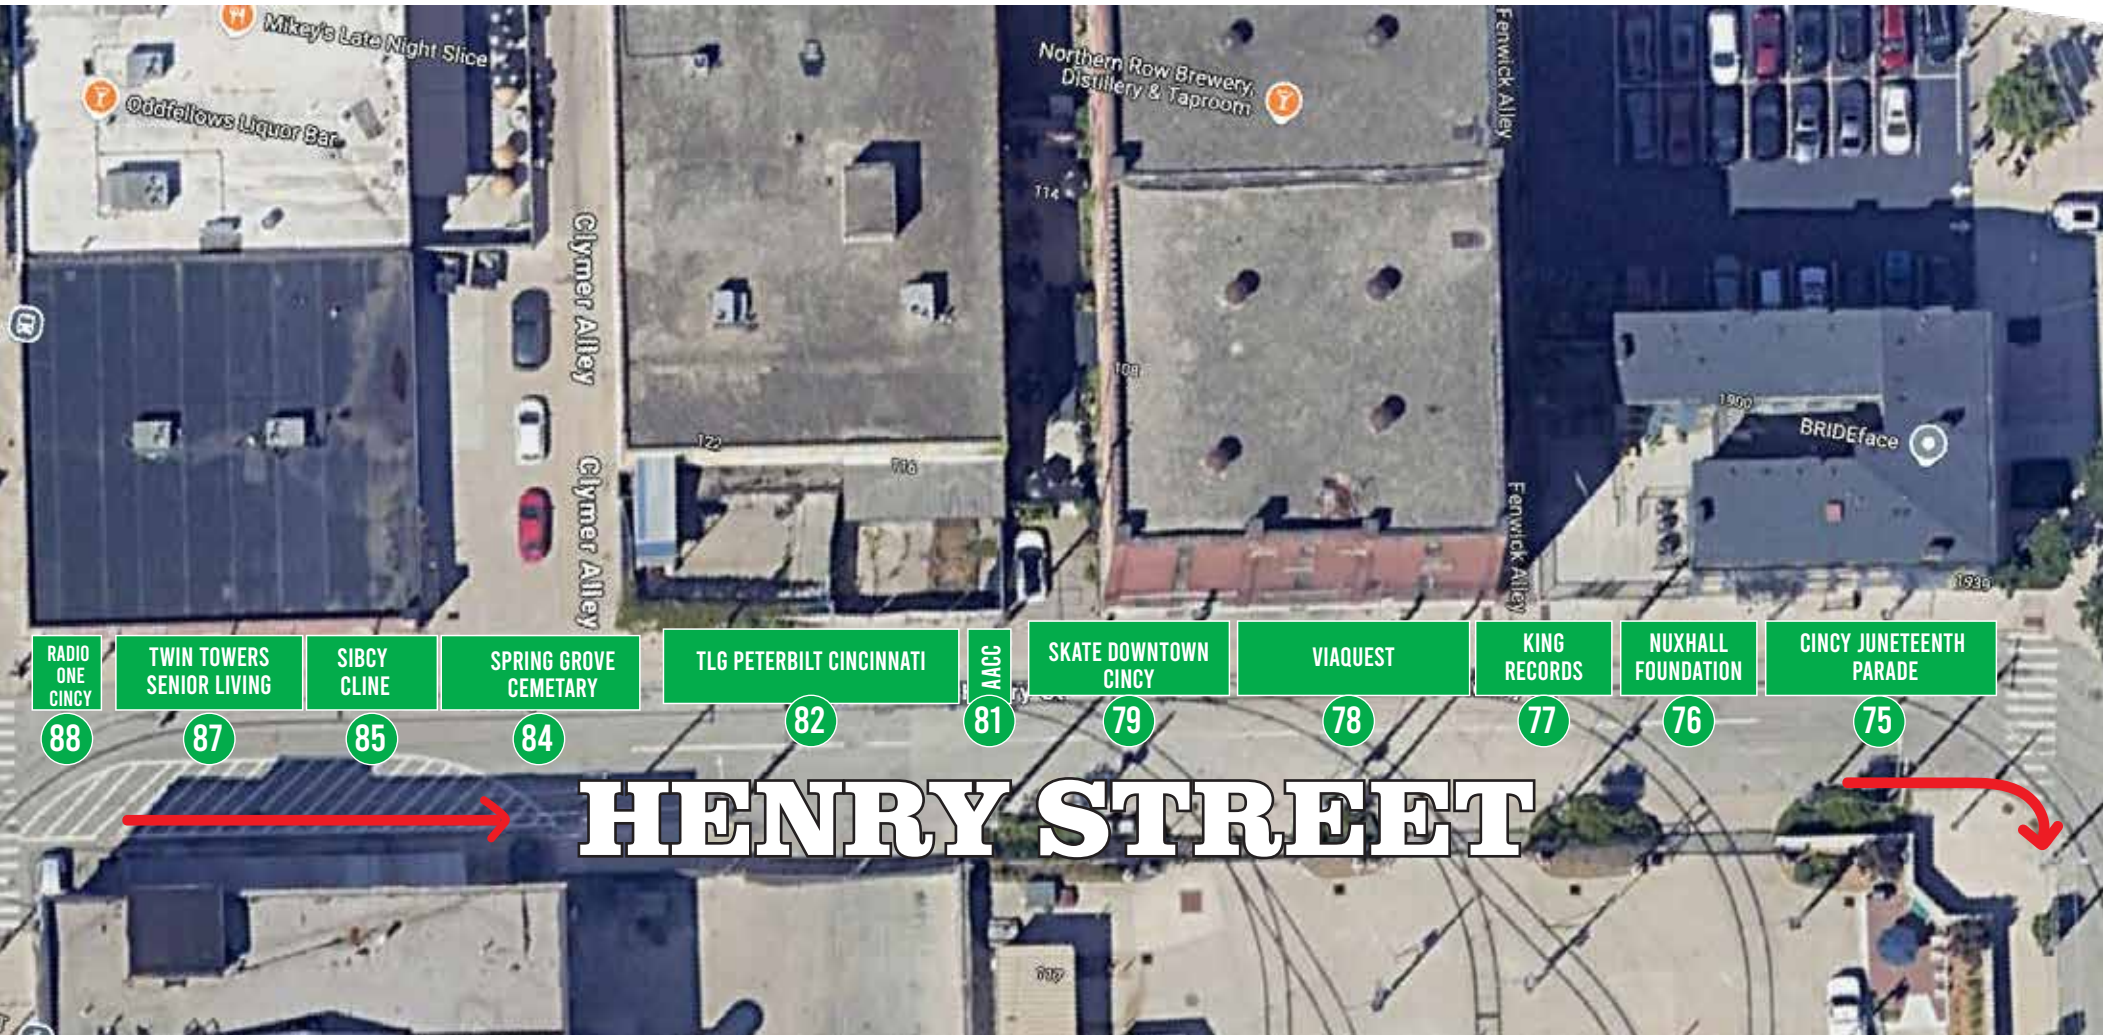 Mikey's Late Night Slice
Oddfellows Liquor Bar
Northern Row Brewery,
Distillery & Taproom
Fenwick Alley
114
Clymer Alley
109
1900
BRIDEface
122
116
Clymer Alley
Fenwick Alley
1939
RADIO
ONE
CINCY
88
TWIN TOWERS
SENIOR LIVING
87
SIBCY
CLINE
85
SPRING GROVE
CEMETARY
84
TLG PETERBILT CINCINNATI
82
AACC
81
SKATE DOWNTOWN
CINCY
79
VIAQUEST
78
KING
RECORDS
77
NUXHALL
FOUNDATION
76
CINCY JUNETEENTH
PARADE
75
HENRY STREET
117